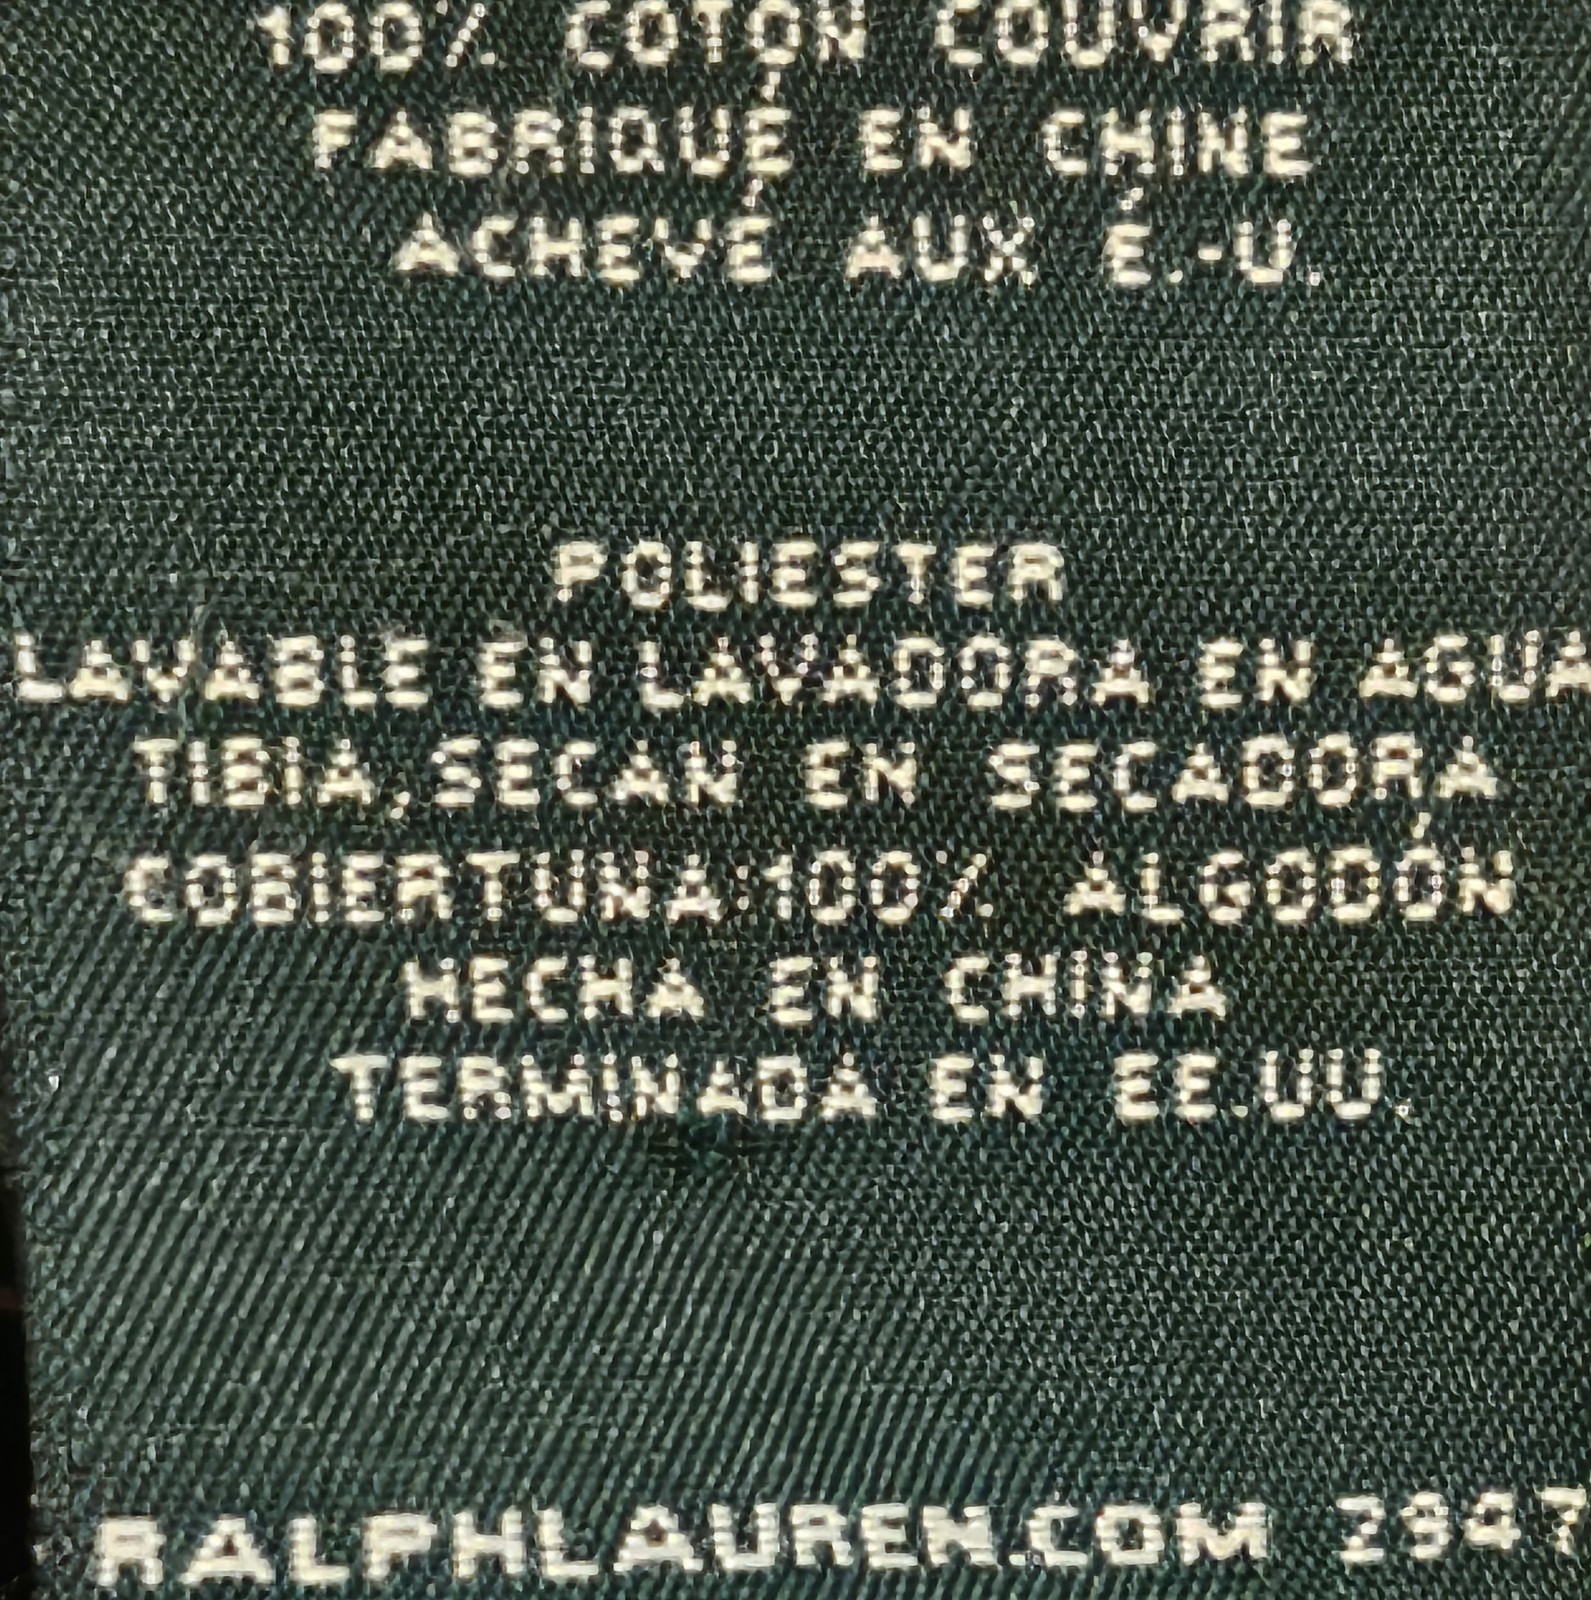 100% COTON COUVRIR
FABRIQUÉ EN CHINE
ACHEVÉ AUX É.-U.
POLIESTER
LAVABLE EN LAVADORA EN AGUA
TIBIA,SECAN EN SECADORA
COBIERTUNA:100% ALGODÓN
HECHA EN CHINA
TERMINADA EN EE.UU.
RALPHLAUREN.COM 2947